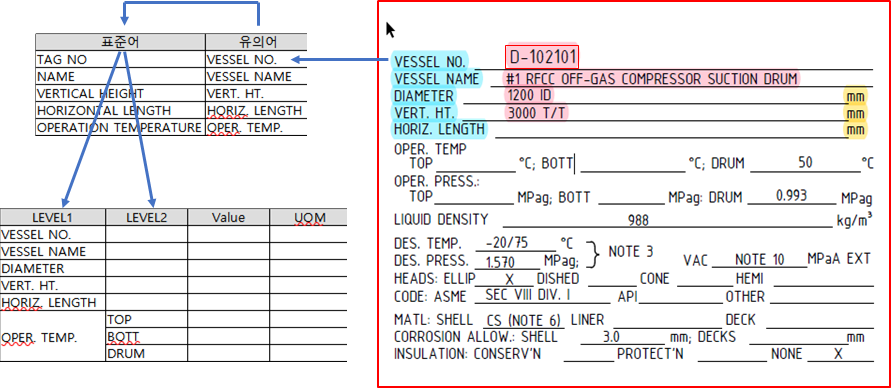 표준어 유의어
TAG NO VESSEL NO.
NAME VESSEL NAME
VERTICAL HEIGHT VERT. HT.
HORIZONTAL LENGTH HORIZ. LENGTH
OPERATION TEMPERATURE OPER. TEMP.
LEVEL1 LEVEL2 Value UOM
VESSEL NO.
VESSEL NAME
DIAMETER
VERT. HT.
HORIZ. LENGTH
OPER. TEMP. TOP
BOTT
DRUM
VESSEL NO. D-102101
VESSEL NAME #1 RFCC OFF-GAS COMPRESSOR SUCTION DRUM
DIAMETER 1200 ID mm
VERT. HT. 3000 T/T mm
HORIZ. LENGTH mm
OPER. TEMP
TOP °C; BOTT °C; DRUM 50 °C
OPER. PRESS.:
TOP MPag; BOTT MPag: DRUM 0.993 MPag
LIQUID DENSITY 988 kg/m³
DES. TEMP. -20/75 °C
DES. PRESS. 1.570 MPag; } NOTE 3 VAC NOTE 10 MPaA EXT
HEADS: ELLIP X DISHED CONE HEMI
CODE: ASME SEC VIII DIV. I API OTHER
MATL: SHELL CS (NOTE 6) LINER DECK
CORROSION ALLOW.: SHELL 3.0 mm; DECKS mm
INSULATION: CONSERV'N PROTECT'N NONE X